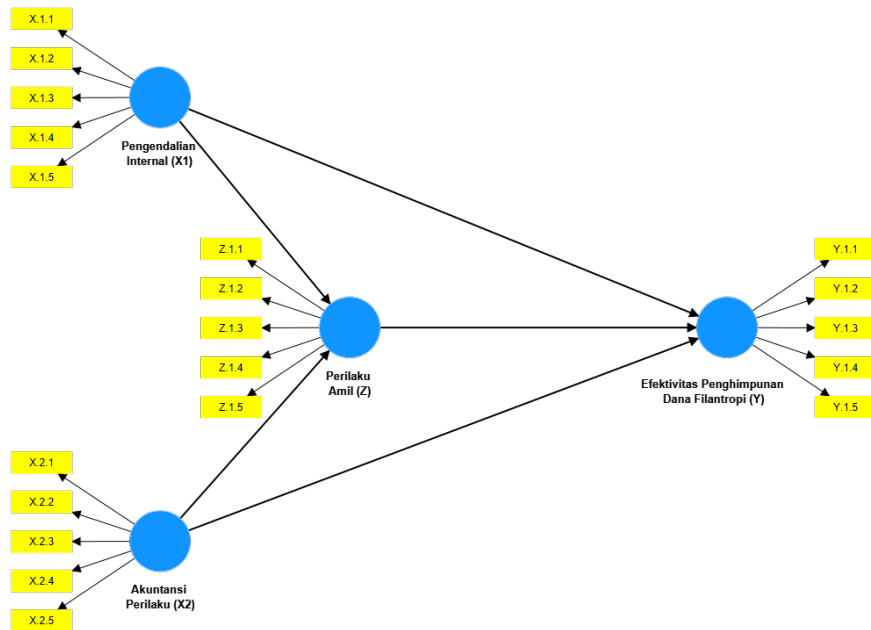 X.1.1
X.1.2
X.1.3
X.1.4
X.1.5
Pengendalian
Internal (X1)
Z.1.1
Z.1.2
Z.1.3
Z.1.4
Z.1.5
Perilaku
Amil (Z)
Y.1.1
Y.1.2
Y.1.3
Y.1.4
Y.1.5
Efektivitas Penghimpunan
Dana Filantropi (Y)
X.2.1
X.2.2
X.2.3
X.2.4
X.2.5
Akuntansi
Perilaku (X2)